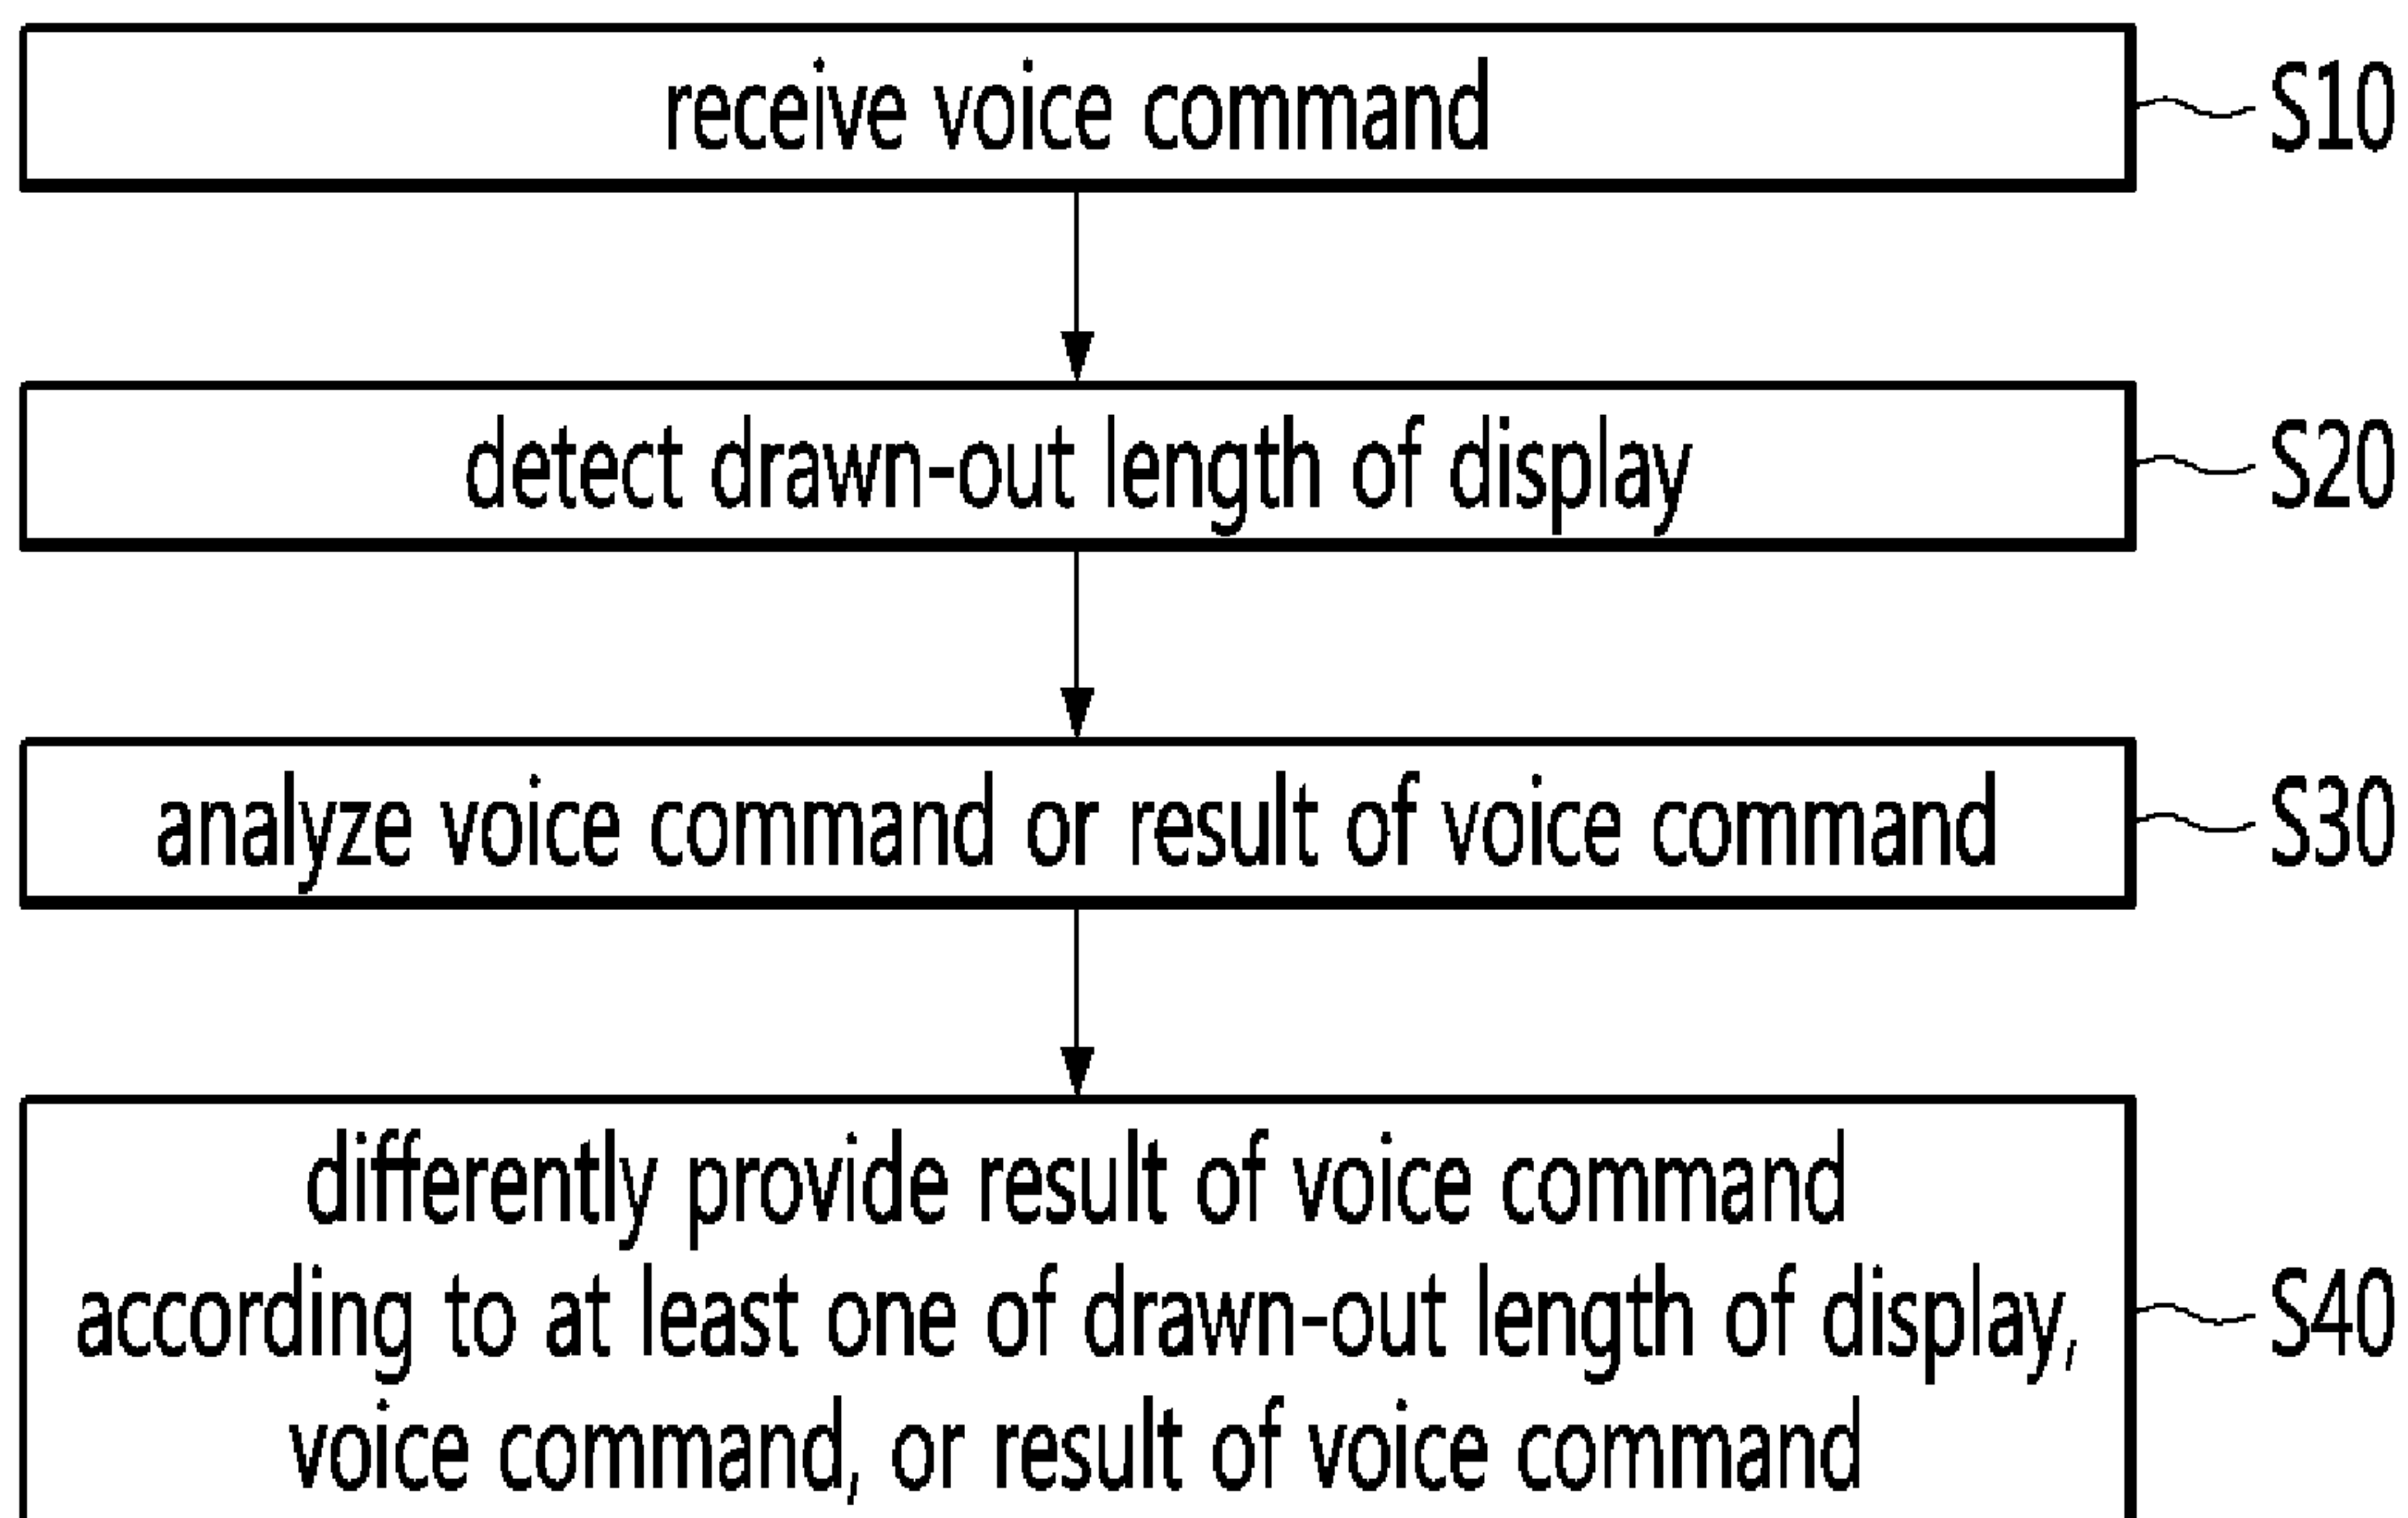 receive voice command
S10
detect drawn-out length of display
S20
analyze voice command or result of voice command
S30
differently provide result of voice command
according to at least one of drawn-out length of display,
S40
voice command, or result of voice command